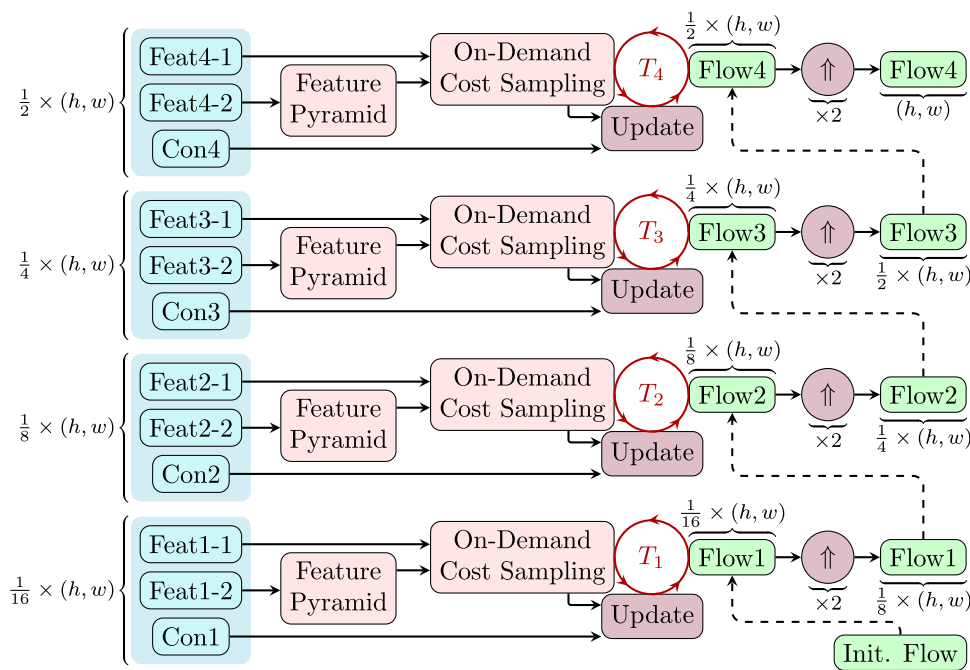 1/2 × (h, w)
Feat4-1
Feat4-2
Con4
Feature
Pyramid
On-Demand
Cost Sampling
T4
Update
1/2 × (h, w)
Flow4
⇑
×2
Flow4
(h, w)
1/4 × (h, w)
Feat3-1
Feat3-2
Con3
Feature
Pyramid
On-Demand
Cost Sampling
T3
Update
1/4 × (h, w)
Flow3
⇑
×2
Flow3
1/2 × (h, w)
1/8 × (h, w)
Feat2-1
Feat2-2
Con2
Feature
Pyramid
On-Demand
Cost Sampling
T2
Update
1/8 × (h, w)
Flow2
⇑
×2
Flow2
1/4 × (h, w)
1/16 × (h, w)
Feat1-1
Feat1-2
Con1
Feature
Pyramid
On-Demand
Cost Sampling
T1
Update
1/16 × (h, w)
Flow1
⇑
×2
Flow1
1/8 × (h, w)
Init. Flow